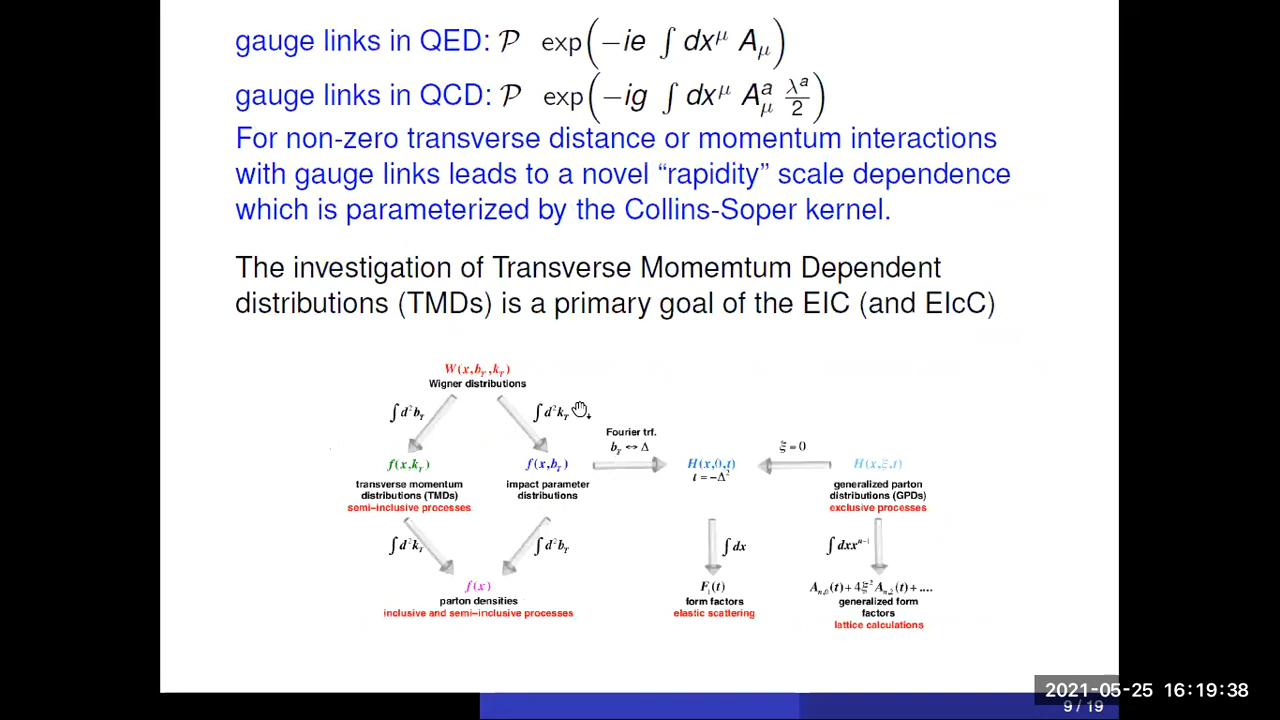 gauge links in QED: 𝒫 exp(−ie ∫ dx^μ A_μ)
gauge links in QCD: 𝒫 exp(−ig ∫ dx^μ A^a_μ λ^a/2)
For non-zero transverse distance or momentum interactions
with gauge links leads to a novel “rapidity” scale dependence
which is parameterized by the Collins-Soper kernel.
The investigation of Transverse Momemtum Dependent
distributions (TMDs) is a primary goal of the EIC (and EIcC)
W(x,b_T,k_T)
Wigner distributions
∫d²b_T
∫d²k_T
Fourier trf.
b_T ↔ Δ
ξ=0
f(x,k_T)
f(x,b_T)
H(x,0,t)
t = −Δ²
H(x,ξ,t)
transverse momentum
distributions (TMDs)
semi−inclusive processes
impact parameter
distributions
generalized parton
distributions (GPDs)
exclusive processes
∫d²k_T
∫d²b_T
∫dx
∫dxx^{n−1}
f(x)
parton densities
inclusive and semi−inclusive processes
F_1(t)
form factors
elastic scattering
A_{n,0}(t)+4ξ² A_{n,2}(t)+....
generalized form
factors
lattice calculations
2021-05-25 16:19:38
9 / 19